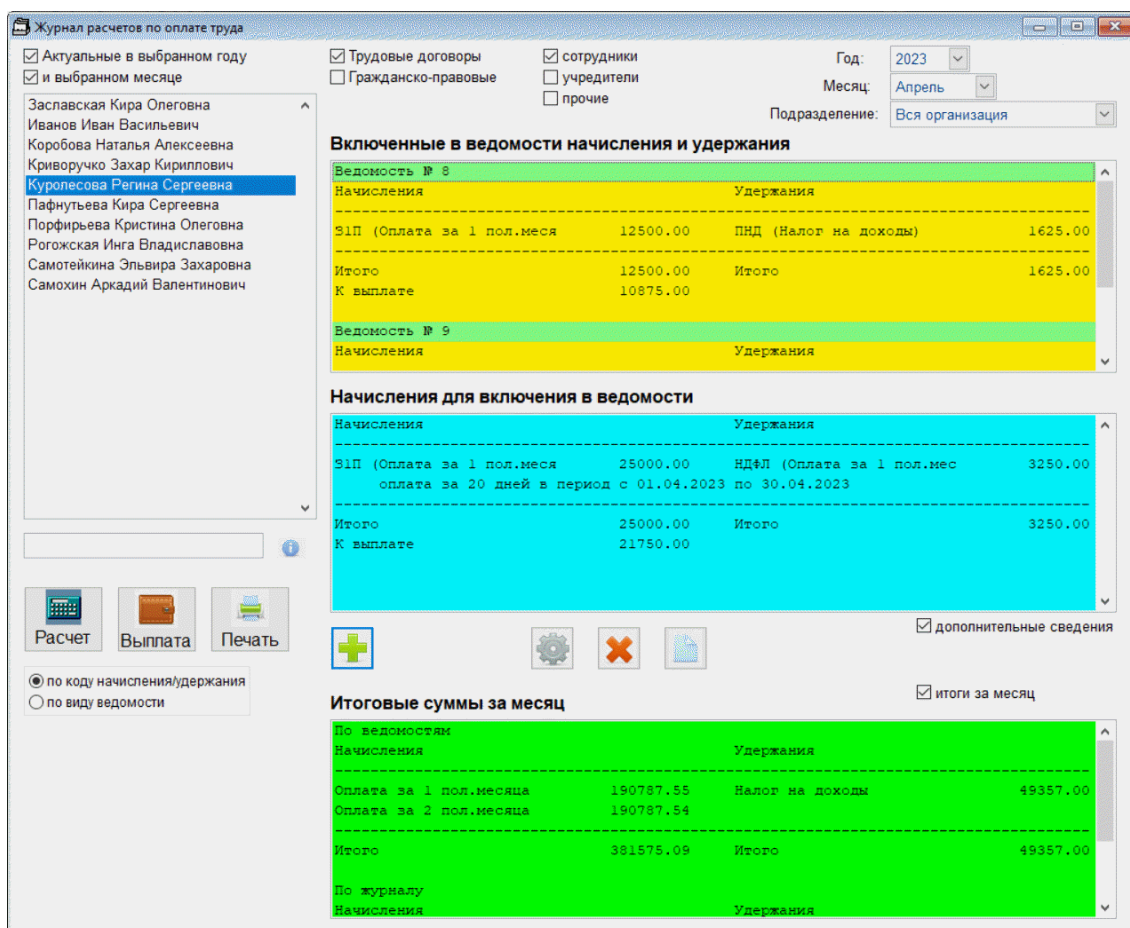 Журнал расчетов по оплате труда
Актуальные в выбранном году
и выбранном месяце
Трудовые договоры
Гражданско-правовые
сотрудники
учредители
прочие
Год: 2023
Месяц: Апрель
Подразделение: Вся организация
Заславская Кира Олеговна
Иванов Иван Васильевич
Коробова Наталья Алексеевна
Криворучко Захар Кириллович
Куролесова Регина Сергеевна
Пафнутьева Кира Сергеевна
Порфирьева Кристина Олеговна
Рогожская Инга Владиславовна
Самотейкина Эльвира Захаровна
Самохин Аркадий Валентинович
Расчет
Выплата
Печать
по коду начисления/удержания
по виду ведомости
Включенные в ведомости начисления и удержания
Ведомость № 8
Начисления Удержания
З1П (Оплата за 1 пол.меся 12500.00 ПНД (Налог на доходы) 1625.00
Итого 12500.00 Итого 1625.00
К выплате 10875.00
Ведомость № 9
Начисления Удержания
Начисления для включения в ведомости
Начисления Удержания
З1П (Оплата за 1 пол.меся 25000.00 НДФЛ (Оплата за 1 пол.мес 3250.00
оплата за 20 дней в период с 01.04.2023 по 30.04.2023
Итого 25000.00 Итого 3250.00
К выплате 21750.00
дополнительные сведения
итоги за месяц
Итоговые суммы за месяц
По ведомостям
Начисления Удержания
Оплата за 1 пол.месяца 190787.55 Налог на доходы 49357.00
Оплата за 2 пол.месяца 190787.54
Итого 381575.09 Итого 49357.00
По журналу
Начисления Удержания